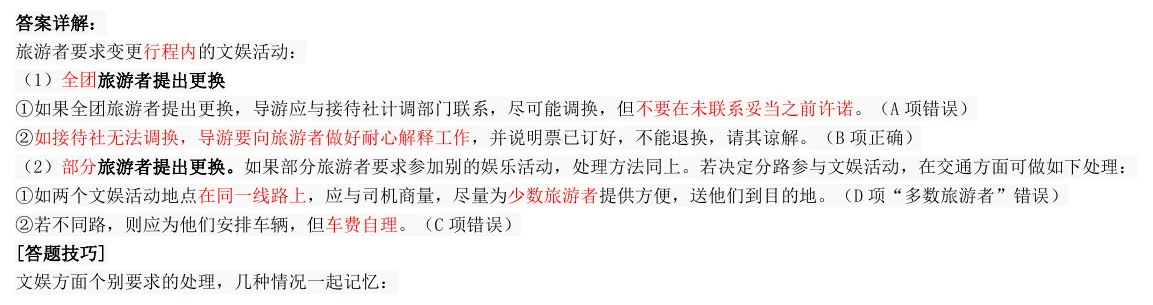 答案详解：
旅游者要求变更行程内的文娱活动：
（1）全团旅游者提出更换
①如果全团旅游者提出更换，导游应与接待社计调部门联系，尽可能调换，但不要在未联系妥当之前许诺。（A 项错误）
②如接待社无法调换，导游要向旅游者做好耐心解释工作，并说明票已订好，不能退换，请其谅解。（B 项正确）
（2）部分旅游者提出更换。如果部分旅游者要求参加别的娱乐活动，处理方法同上。若决定分路参与文娱活动，在交通方面可做如下处理：
①如两个文娱活动地点在同一线路上，应与司机商量，尽量为少数旅游者提供方便，送他们到目的地。（D 项“多数旅游者”错误）
②若不同路，则应为他们安排车辆，但车费自理。（C 项错误）
[答题技巧]
文娱方面个别要求的处理，几种情况一起记忆：